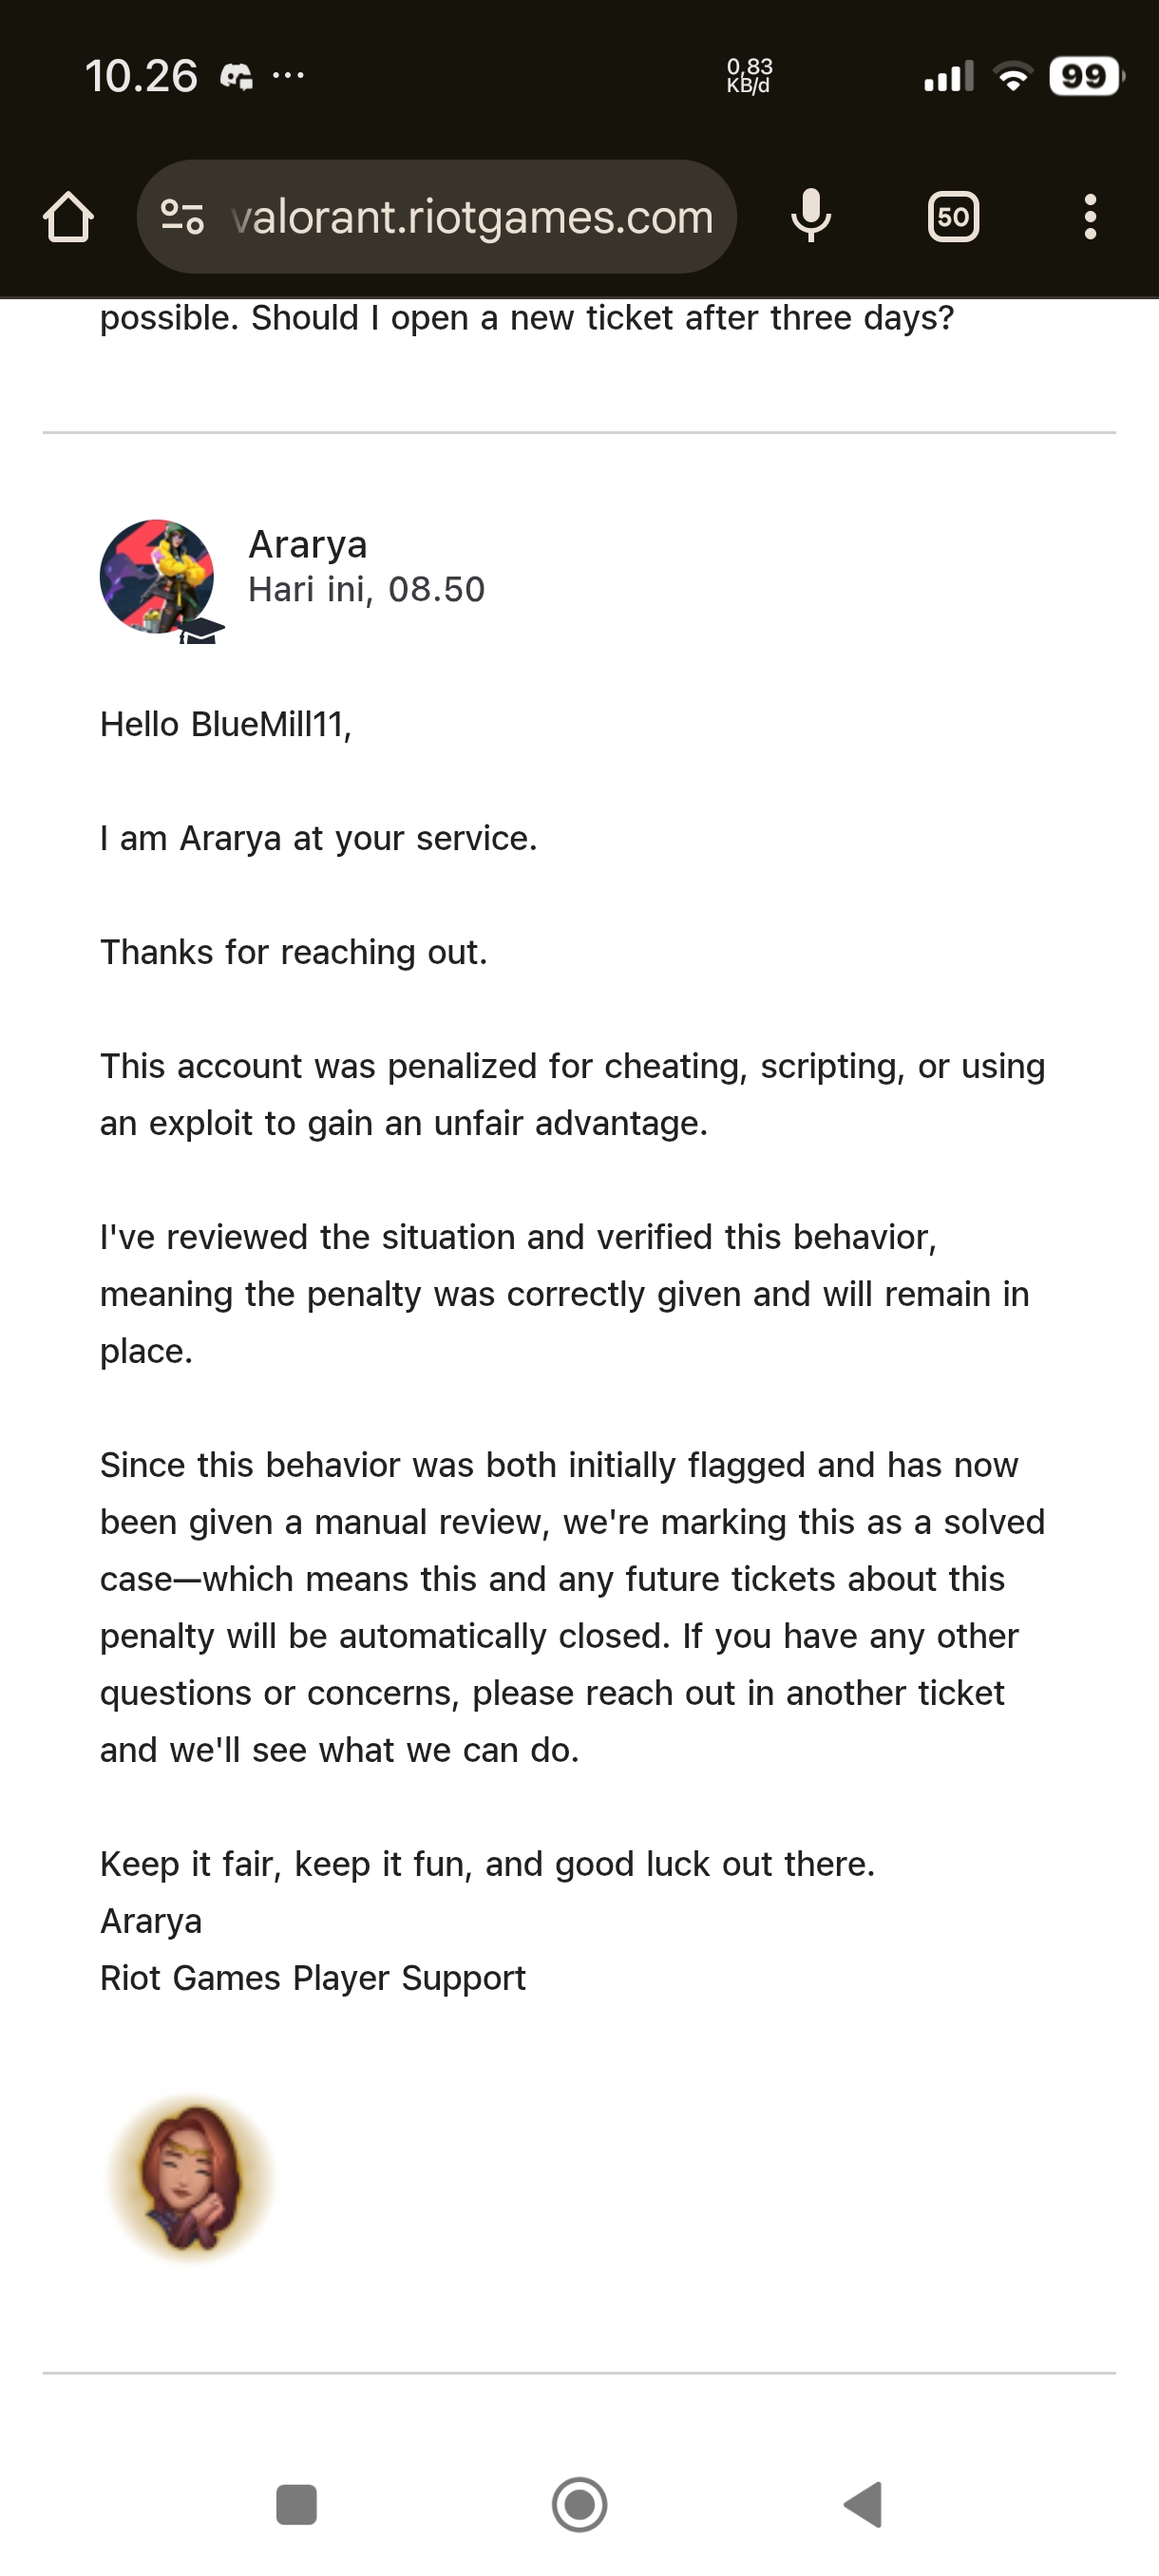 10.26
0,83
KB/d
99
valorant.riotgames.com
50
possible. Should I open a new ticket after three days?
Ararya
Hari ini, 08.50
Hello BlueMill11,
I am Ararya at your service.
Thanks for reaching out.
This account was penalized for cheating, scripting, or using
an exploit to gain an unfair advantage.
I've reviewed the situation and verified this behavior,
meaning the penalty was correctly given and will remain in
place.
Since this behavior was both initially flagged and has now
been given a manual review, we're marking this as a solved
case—which means this and any future tickets about this
penalty will be automatically closed. If you have any other
questions or concerns, please reach out in another ticket
and we'll see what we can do.
Keep it fair, keep it fun, and good luck out there.
Ararya
Riot Games Player Support